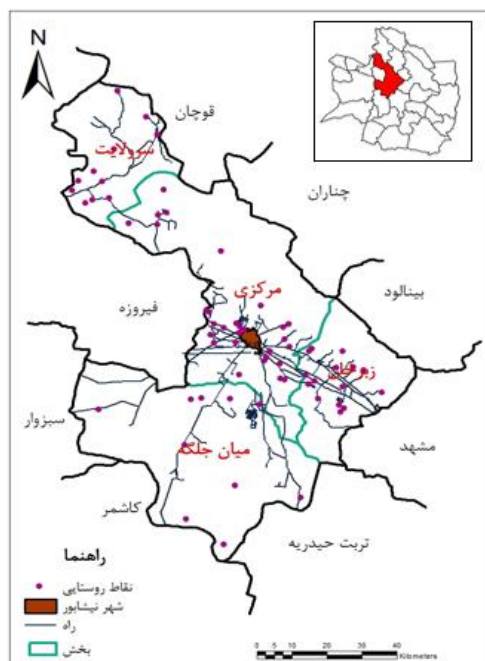 N
قوچان
سرولایت
چناران
بینالود
مرکزی
فیروزه
زبرخان
سبزوار
مشهد
میان جلگه
کاشمر
تربت حیدریه
راهنما
نقاط روستایی
شهر نیشابور
راه
بخش
0 5 10 20 30 40
Kilometers